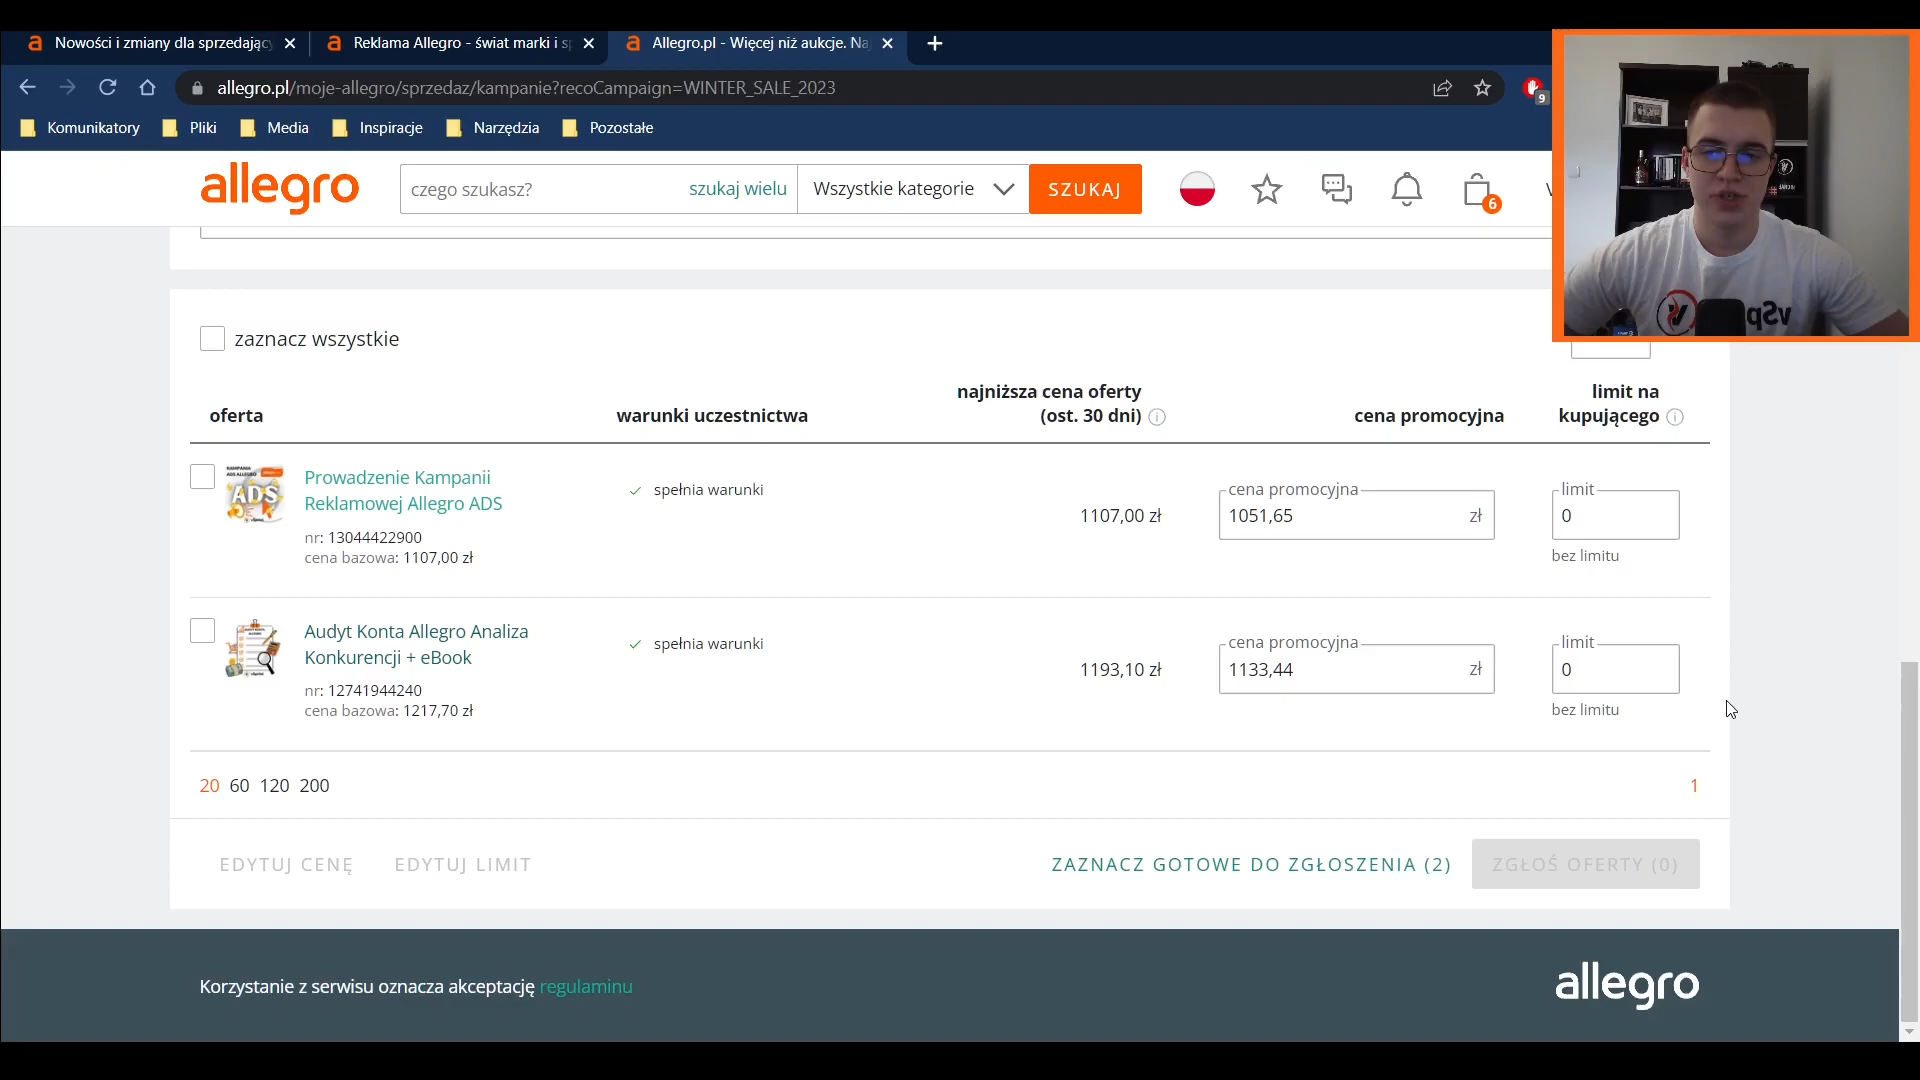 Nowości i zmiany dla sprzedając
Reklama Allegro - świat marki i s
Allegro.pl - Więcej niż aukcje. Na
allegro.pl/moje-allegro/sprzedaz/kampanie?recoCampaign=WINTER_SALE_2023
9
Komunikatory
Pliki
Media
Inspiracje
Narzędzia
Pozostałe
allegro
czego szukasz?
szukaj wielu
Wszystkie kategorie
SZUKAJ
6
zaznacz wszystkie
oferta
warunki uczestnictwa
najniższa cena oferty
(ost. 30 dni)
cena promocyjna
limit na
kupującego
ADS
Prowadzenie Kampanii
Reklamowej Allegro ADS
nr: 13044422900
cena bazowa: 1107,00 zł
spełnia warunki
1107,00 zł
cena promocyjna
1051,65 zł
limit
0
bez limitu
Audyt Konta Allegro Analiza
Konkurencji + eBook
nr: 12741944240
cena bazowa: 1217,70 zł
spełnia warunki
1193,10 zł
cena promocyjna
1133,44 zł
limit
0
bez limitu
20 60 120 200
1
EDYTUJ CENĘ
EDYTUJ LIMIT
ZAZNACZ GOTOWE DO ZGŁOSZENIA (2)
ZGŁOŚ OFERTY (0)
Korzystanie z serwisu oznacza akceptację regulaminu
allegro